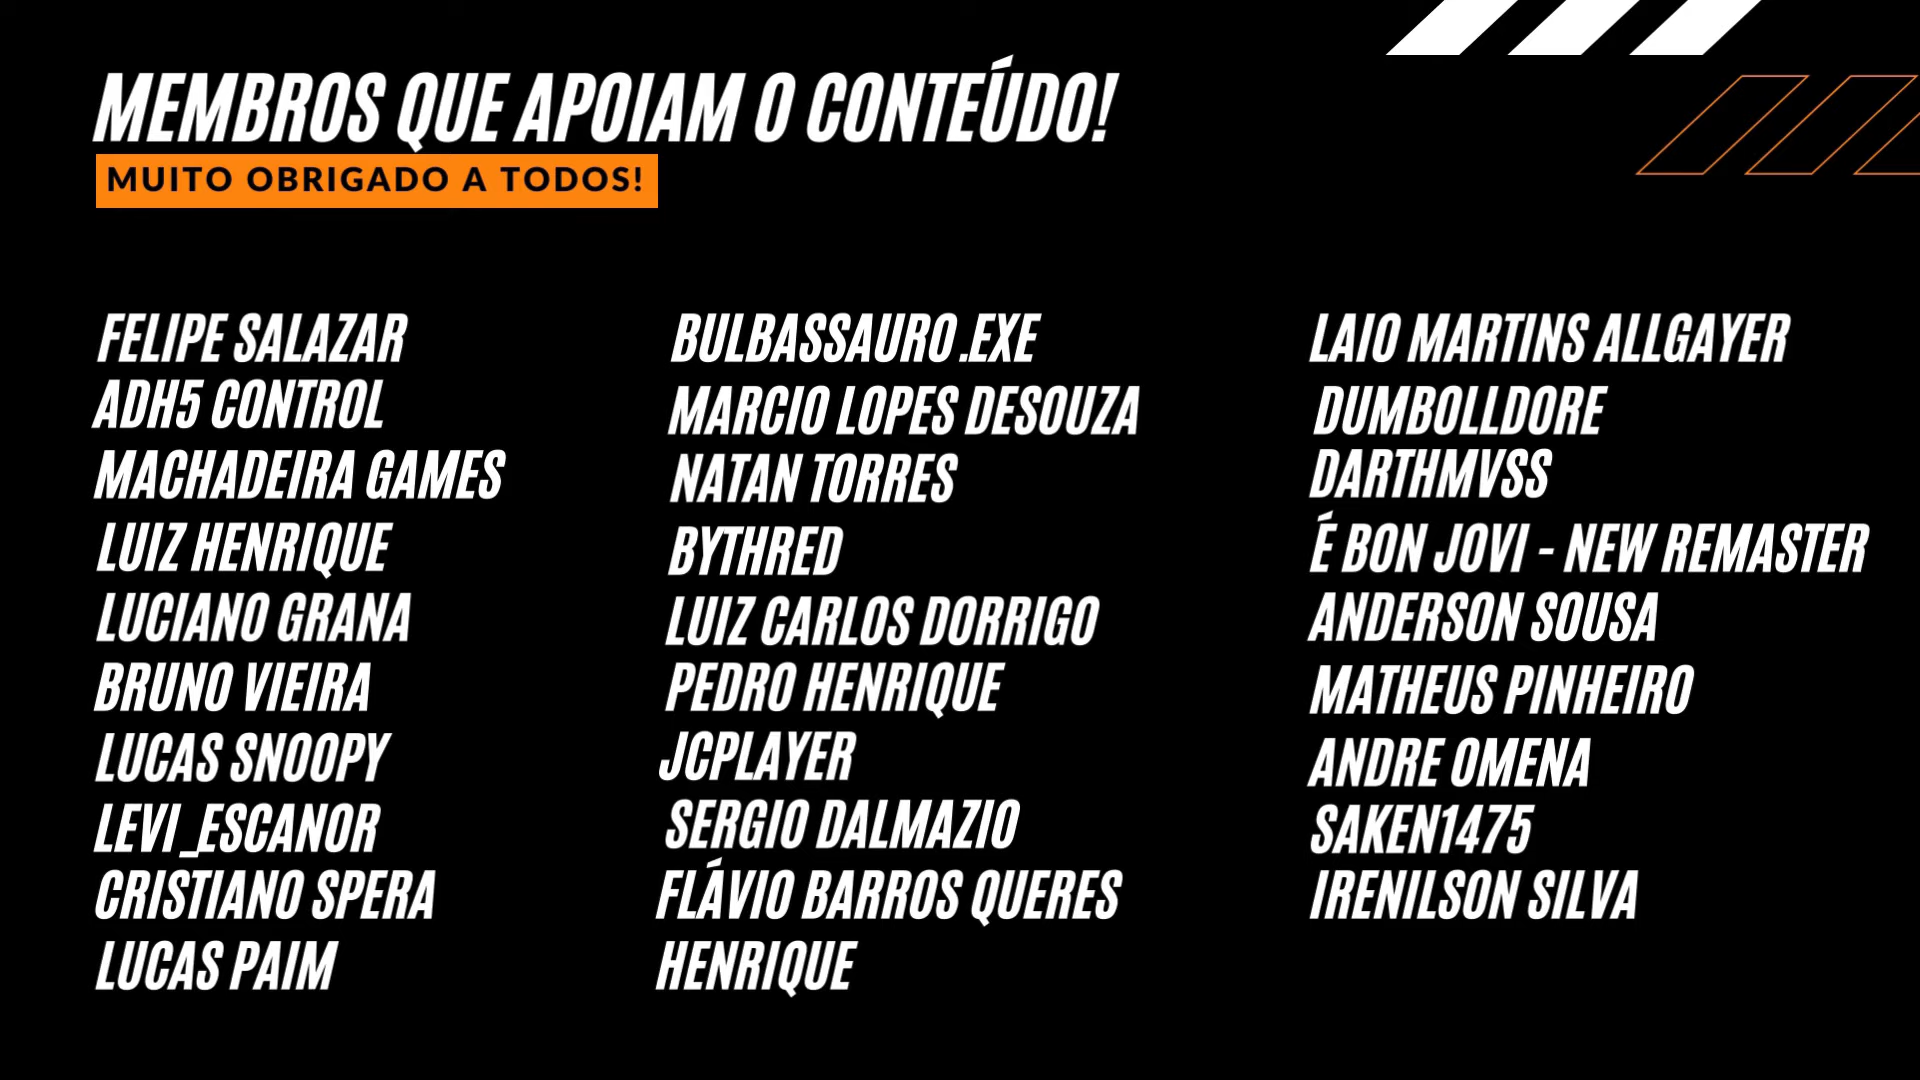 MEMBROS QUE APOIAM O CONTEÚDO!
MUITO OBRIGADO A TODOS!
FELIPE SALAZAR
ADH5 CONTROL
MACHADEIRA GAMES
LUIZ HENRIQUE
LUCIANO GRANA
BRUNO VIEIRA
LUCAS SNOOPY
LEVI_ESCANOR
CRISTIANO SPERA
LUCAS PAIM
BULBASSAURO.EXE
MARCIO LOPES DESOUZA
NATAN TORRES
BYTHRED
LUIZ CARLOS DORRIGO
PEDRO HENRIQUE
JCPLAYER
SERGIO DALMAZIO
FLÁVIO BARROS QUERES
HENRIQUE
LAIO MARTINS ALLGAYER
DUMBOLLDORE
DARTHMVSS
É BON JOVI - NEW REMASTER
ANDERSON SOUSA
MATHEUS PINHEIRO
ANDRE OMENA
SAKEN1475
IRENILSON SILVA